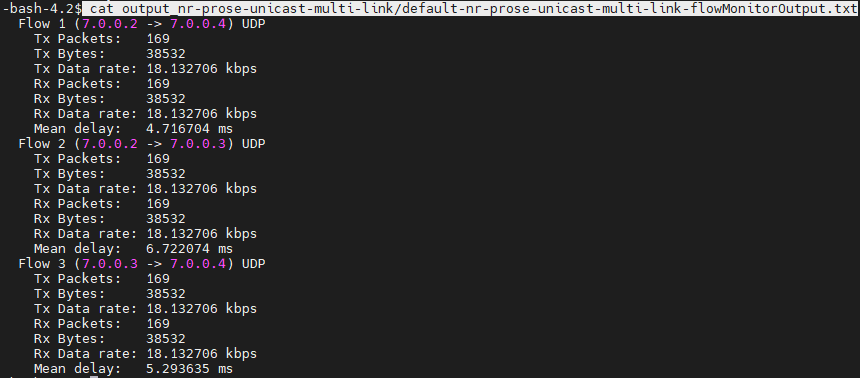 -bash-4.2$ cat output_nr-prose-unicast-multi-link/default-nr-prose-unicast-multi-link-flowMonitorOutput.txt
Flow 1 (7.0.0.2 -> 7.0.0.4) UDP
Tx Packets: 169
Tx Bytes: 38532
Tx Data rate: 18.132706 kbps
Rx Packets: 169
Rx Bytes: 38532
Rx Data rate: 18.132706 kbps
Mean delay: 4.716704 ms
Flow 2 (7.0.0.2 -> 7.0.0.3) UDP
Tx Packets: 169
Tx Bytes: 38532
Tx Data rate: 18.132706 kbps
Rx Packets: 169
Rx Bytes: 38532
Rx Data rate: 18.132706 kbps
Mean delay: 6.722074 ms
Flow 3 (7.0.0.3 -> 7.0.0.4) UDP
Tx Packets: 169
Tx Bytes: 38532
Tx Data rate: 18.132706 kbps
Rx Packets: 169
Rx Bytes: 38532
Rx Data rate: 18.132706 kbps
Mean delay: 5.293635 ms